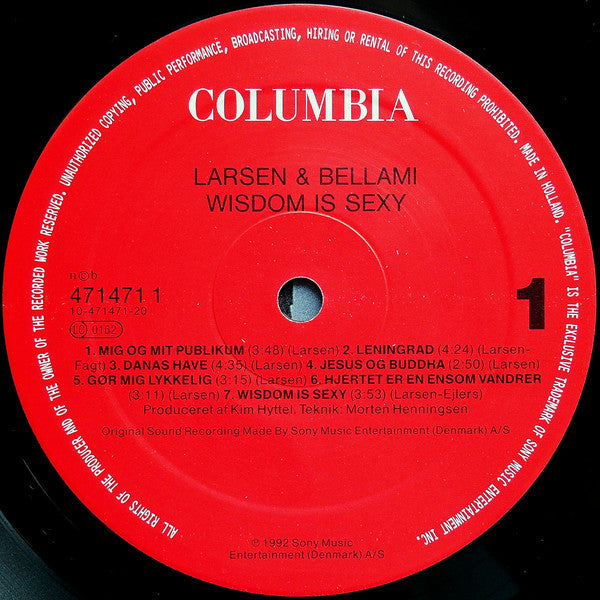 ALL RIGHTS OF THE PRODUCER AND OF THE OWNER OF THE RECORDED WORK RESERVED. UNAUTHORIZED COPYING, PUBLIC PERFORMANCE, BROADCASTING, HIRING OR RENTAL OF THIS RECORDING PROHIBITED. MADE IN HOLLAND. "COLUMBIA" IS THE EXCLUSIVE TRADEMARK OF SONY MUSIC ENTERTAINMENT INC.
COLUMBIA
LARSEN & BELLAMI
WISDOM IS SEXY
n©b
471471 1
10-471471-20
LC 0162
1
1. MIG OG MIT PUBLIKUM (3:48) (Larsen) 2. LENINGRAD (4:24) (Larsen-
Fagt) 3. DANAS HAVE (4:35) (Larsen) 4. JESUS OG BUDDHA (2:50) (Larsen)
5. GØR MIG LYKKELIG (3:15) (Larsen) 6. HJERTET ER EN ENSOM VANDRER
(3:11) (Larsen) 7. WISDOM IS SEXY (3:53) (Larsen-Ejlers)
Produceret af Kim Hyttel. Teknik: Morten Henningsen
Original Sound Recording Made By Sony Music Entertainment (Denmark) A/S
℗ 1992 Sony Music
Entertainment (Denmark) A/S